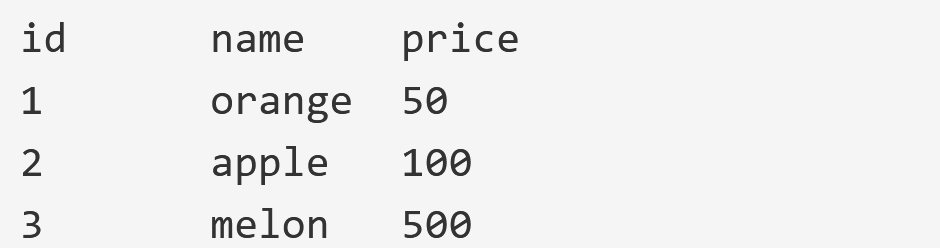 id name price
1 orange 50
2 apple 100
3 melon 500